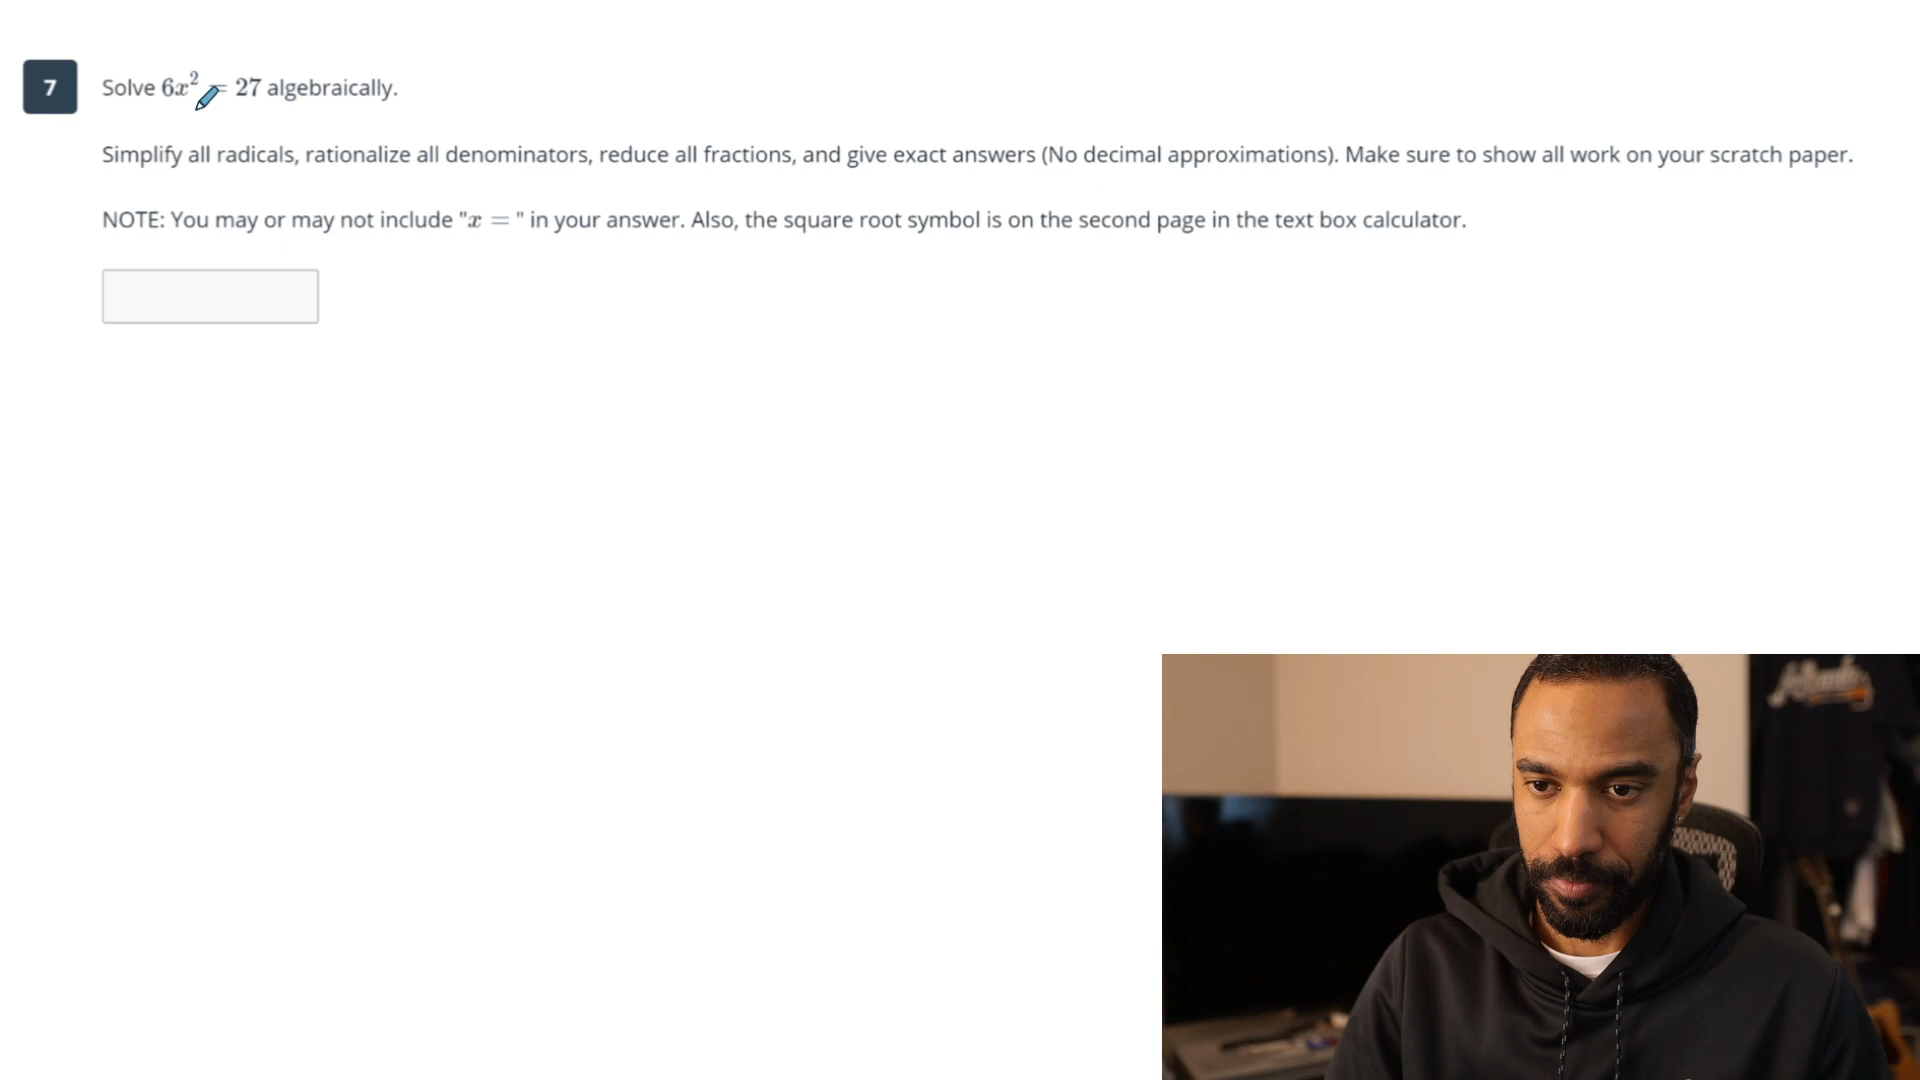 7
Solve 6x² = 27 algebraically.
Simplify all radicals, rationalize all denominators, reduce all fractions, and give exact answers (No decimal approximations). Make sure to show all work on your scratch paper.
NOTE: You may or may not include "x = " in your answer. Also, the square root symbol is on the second page in the text box calculator.